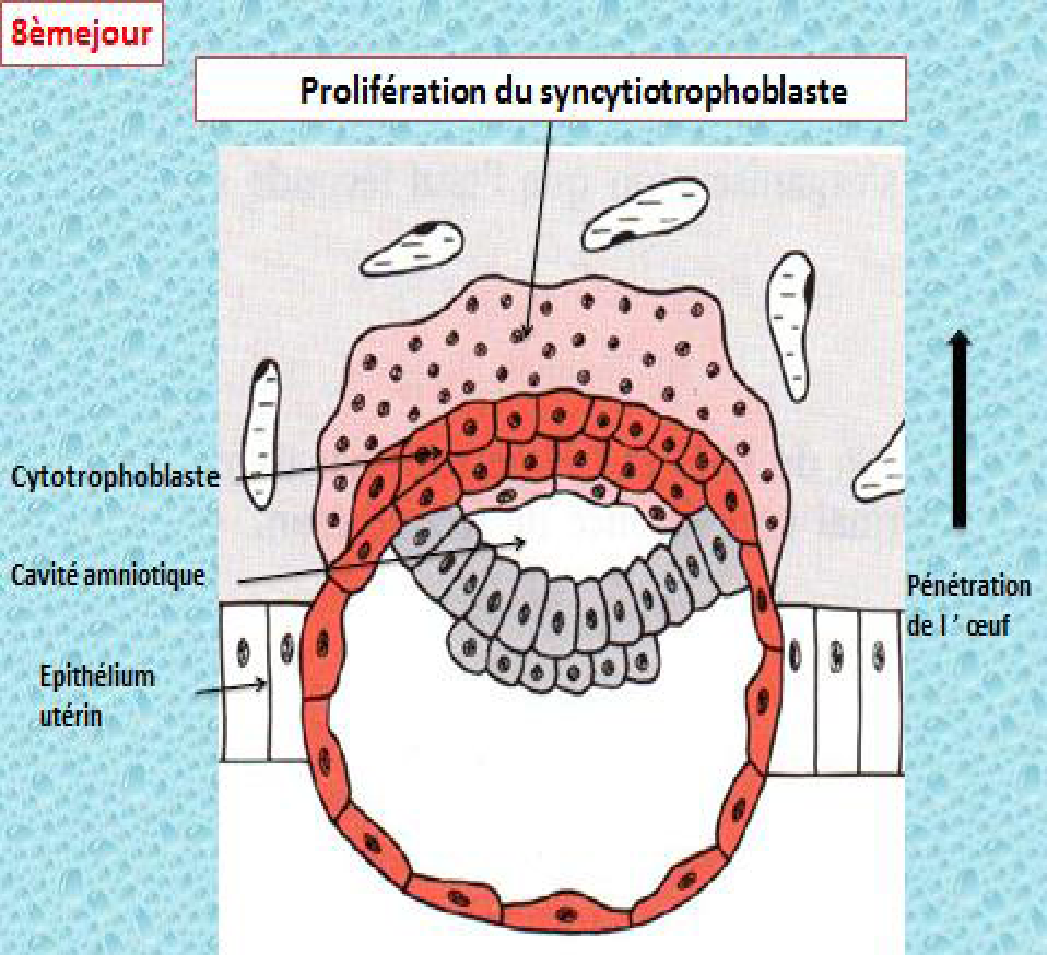 8èmejour
Prolifération du syncytiotrophoblaste
Cytotrophoblaste
Cavité amniotique
Pénétration
de l ’ œuf
Epithélium
utérin